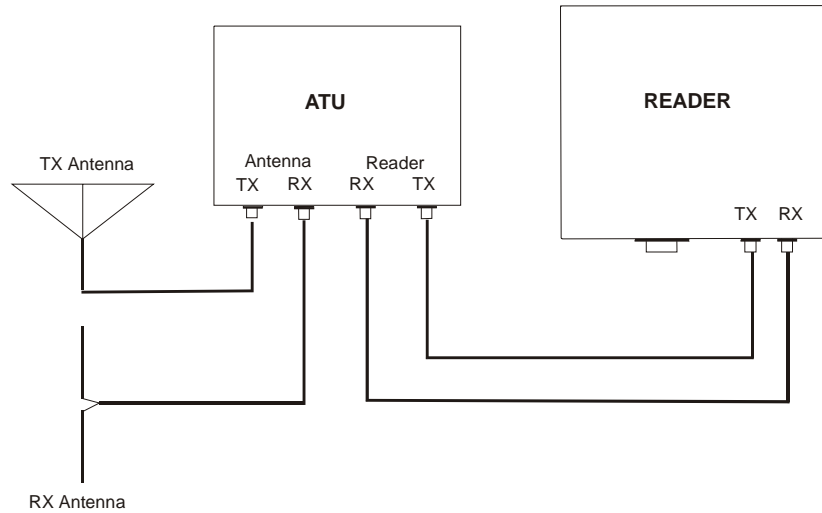 ATU
READER
Antenna Reader
TX Antenna
TX RX RX TX
TX RX
RX Antenna